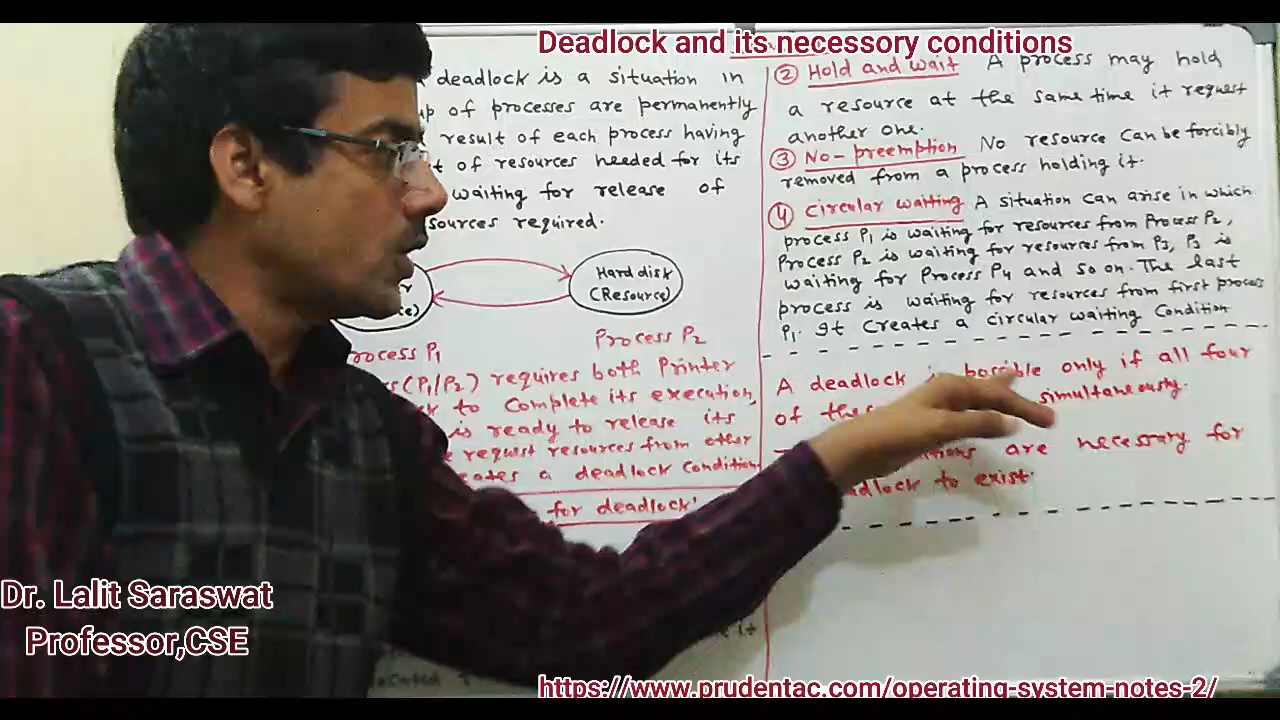 Deadlock and its necessory conditions
deadlock is a situation in
up of processes are permanently
result of each process having
t of resources needed for its
waiting for release of
sources required.
Hard disk
(Resource)
Process P2
rocess P1
(P1/P2) requires both Printer
to complete its execution,
is ready to release its
request resources from other
eates a deadlock condition
for deadlock'
② Hold and wait A process may hold
a resource at the same time it request
another one.
③ No-preemption No resource can be forcibly
removed from a process holding it.
④ Circular waiting A situation can arise in which
process P1 is waiting for resources from Process P2,
Process P2 is waiting for resources from P3, P3 is
waiting for Process P4 and so on. The last
process is waiting for resources from first process
P1. It creates a circular waiting condition
A deadlock is possible only if all four
of these simultaneously.
are necessary for
adlock to exist.
Dr. Lalit Saraswat
Professor,CSE
https://www.prudentac.com/operating-system-notes-2/